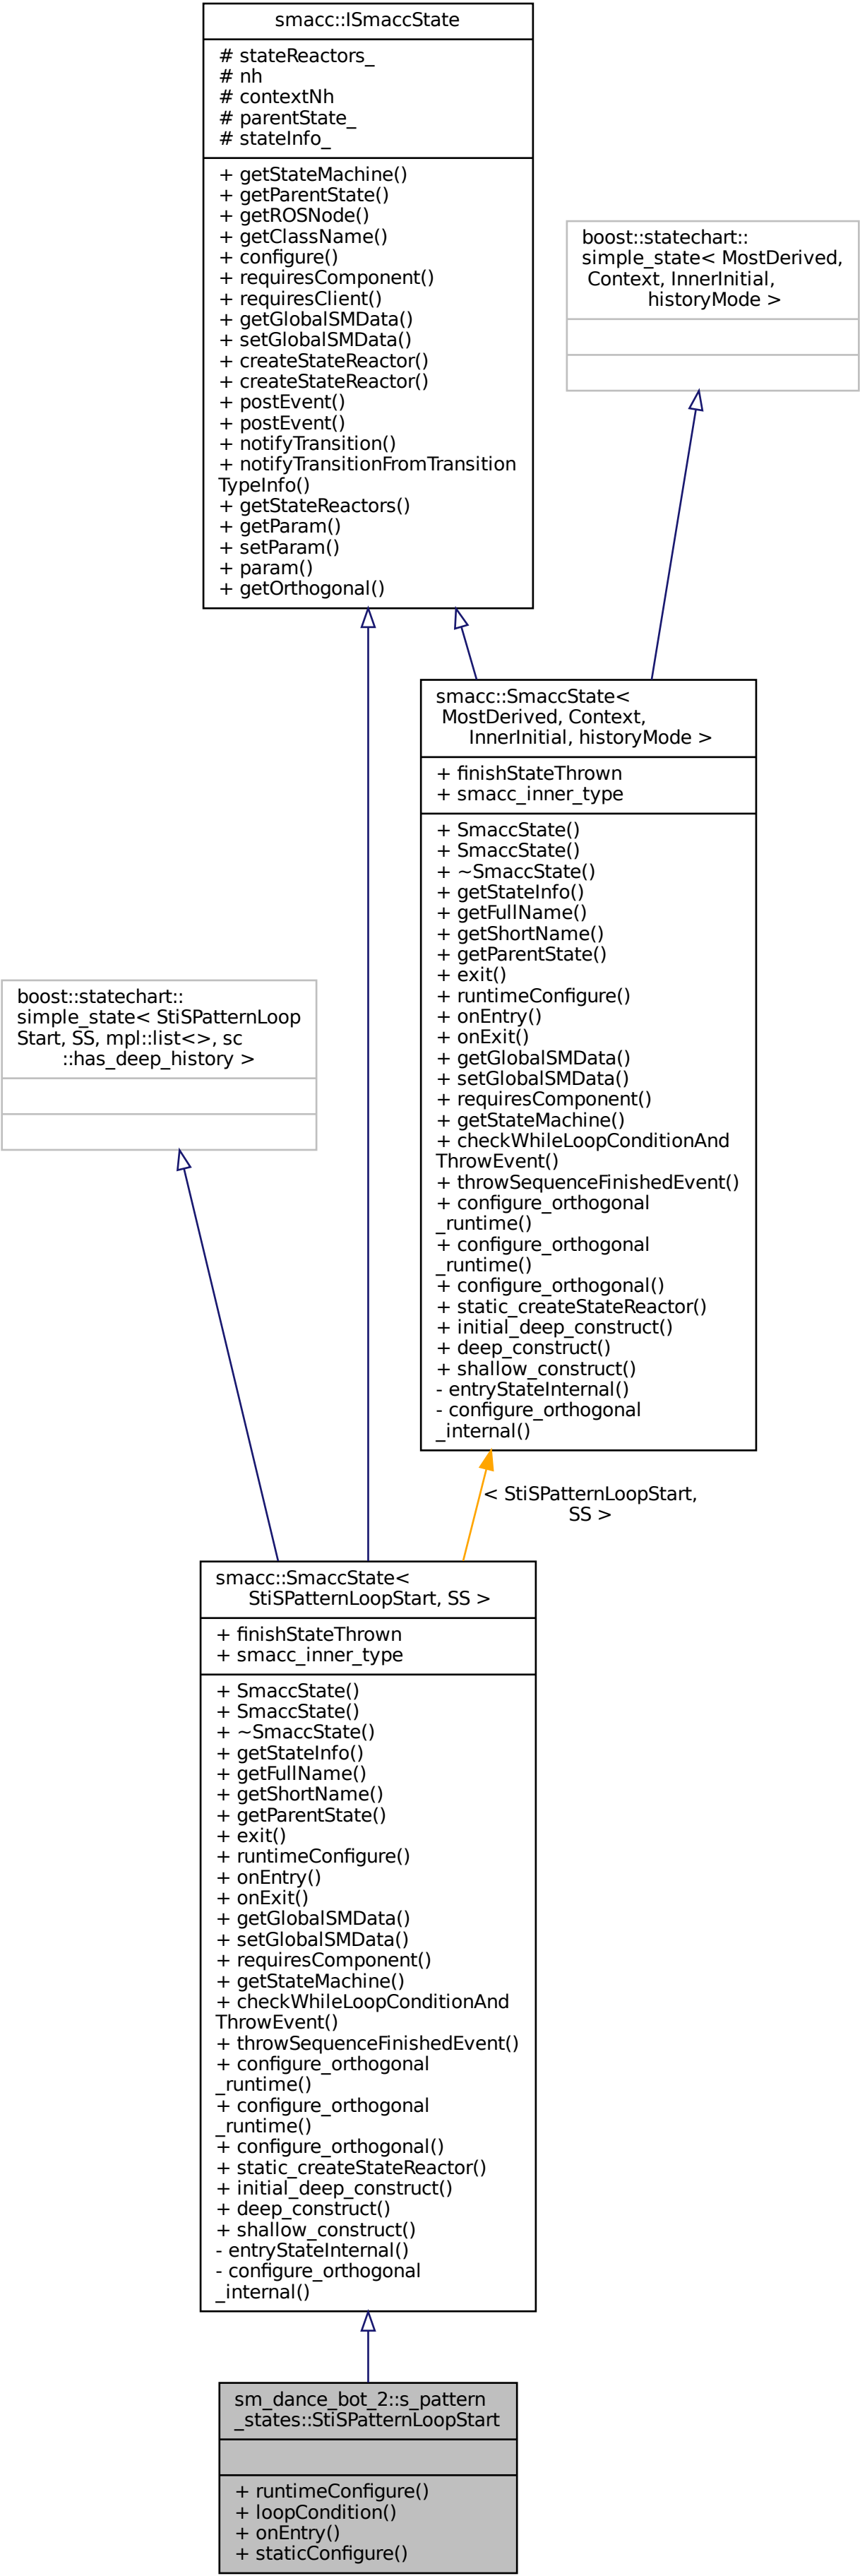 smacc::ISmaccState
# stateReactors_
# nh
# contextNh
# parentState_
# stateInfo_
+ getStateMachine()
+ getParentState()
+ getROSNode()
+ getClassName()
+ configure()
+ requiresComponent()
+ requiresClient()
+ getGlobalSMData()
+ setGlobalSMData()
+ createStateReactor()
+ createStateReactor()
+ postEvent()
+ postEvent()
+ notifyTransition()
+ notifyTransitionFromTransition
TypeInfo()
+ getStateReactors()
+ getParam()
+ setParam()
+ param()
+ getOrthogonal()
boost::statechart::
simple_state< MostDerived,
Context, InnerInitial,
historyMode >
smacc::SmaccState<
MostDerived, Context,
InnerInitial, historyMode >
+ finishStateThrown
+ smacc_inner_type
+ SmaccState()
+ SmaccState()
+ ~SmaccState()
+ getStateInfo()
+ getFullName()
+ getShortName()
+ getParentState()
+ exit()
+ runtimeConfigure()
+ onEntry()
+ onExit()
+ getGlobalSMData()
+ setGlobalSMData()
+ requiresComponent()
+ getStateMachine()
+ checkWhileLoopConditionAnd
ThrowEvent()
+ throwSequenceFinishedEvent()
+ configure_orthogonal
_runtime()
+ configure_orthogonal
_runtime()
+ configure_orthogonal()
+ static_createStateReactor()
+ initial_deep_construct()
+ deep_construct()
+ shallow_construct()
- entryStateInternal()
- configure_orthogonal
_internal()
boost::statechart::
simple_state< StiSPatternLoop
Start, SS, mpl::list<>, sc
::has_deep_history >
< StiSPatternLoopStart,
SS >
smacc::SmaccState<
StiSPatternLoopStart, SS >
+ finishStateThrown
+ smacc_inner_type
+ SmaccState()
+ SmaccState()
+ ~SmaccState()
+ getStateInfo()
+ getFullName()
+ getShortName()
+ getParentState()
+ exit()
+ runtimeConfigure()
+ onEntry()
+ onExit()
+ getGlobalSMData()
+ setGlobalSMData()
+ requiresComponent()
+ getStateMachine()
+ checkWhileLoopConditionAnd
ThrowEvent()
+ throwSequenceFinishedEvent()
+ configure_orthogonal
_runtime()
+ configure_orthogonal
_runtime()
+ configure_orthogonal()
+ static_createStateReactor()
+ initial_deep_construct()
+ deep_construct()
+ shallow_construct()
- entryStateInternal()
- configure_orthogonal
_internal()
sm_dance_bot_2::s_pattern
_states::StiSPatternLoopStart
+ runtimeConfigure()
+ loopCondition()
+ onEntry()
+ staticConfigure()